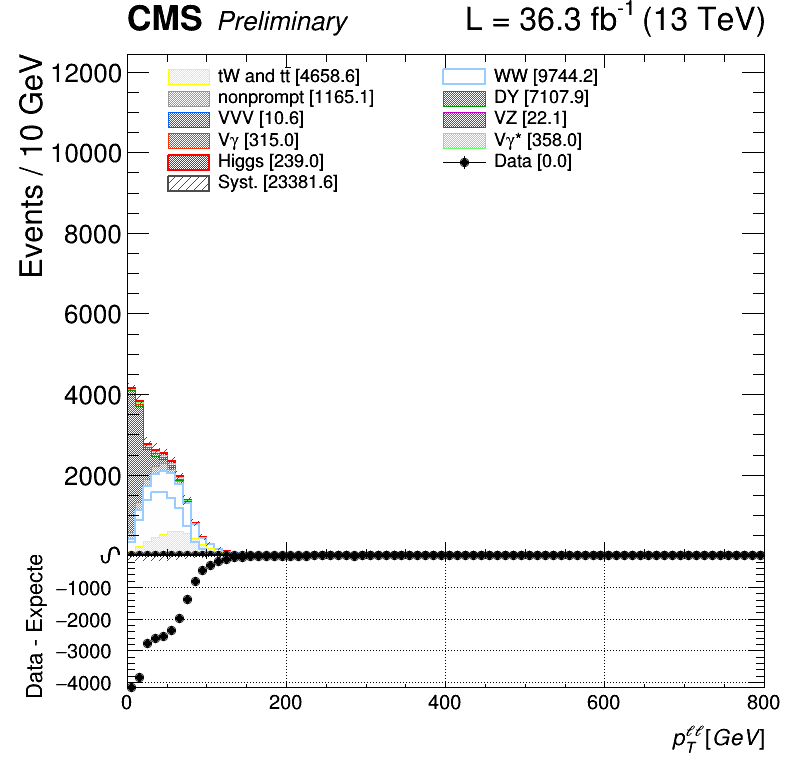 CMS Preliminary L = 36.3 fb⁻¹ (13 TeV)
Events / 10 GeV
12000
10000
8000
6000
4000
2000
0
tW and tt̄ [4658.6]
nonprompt [1165.1]
VVV [10.6]
Vγ [315.0]
Higgs [239.0]
Syst. [23381.6]
WW [9744.2]
DY [7107.9]
VZ [22.1]
Vγ* [358.0]
Data [0.0]
Data - Expecte
−1000
−2000
−3000
−4000
0 200 400 600 800
p_T^ℓℓ [GeV]